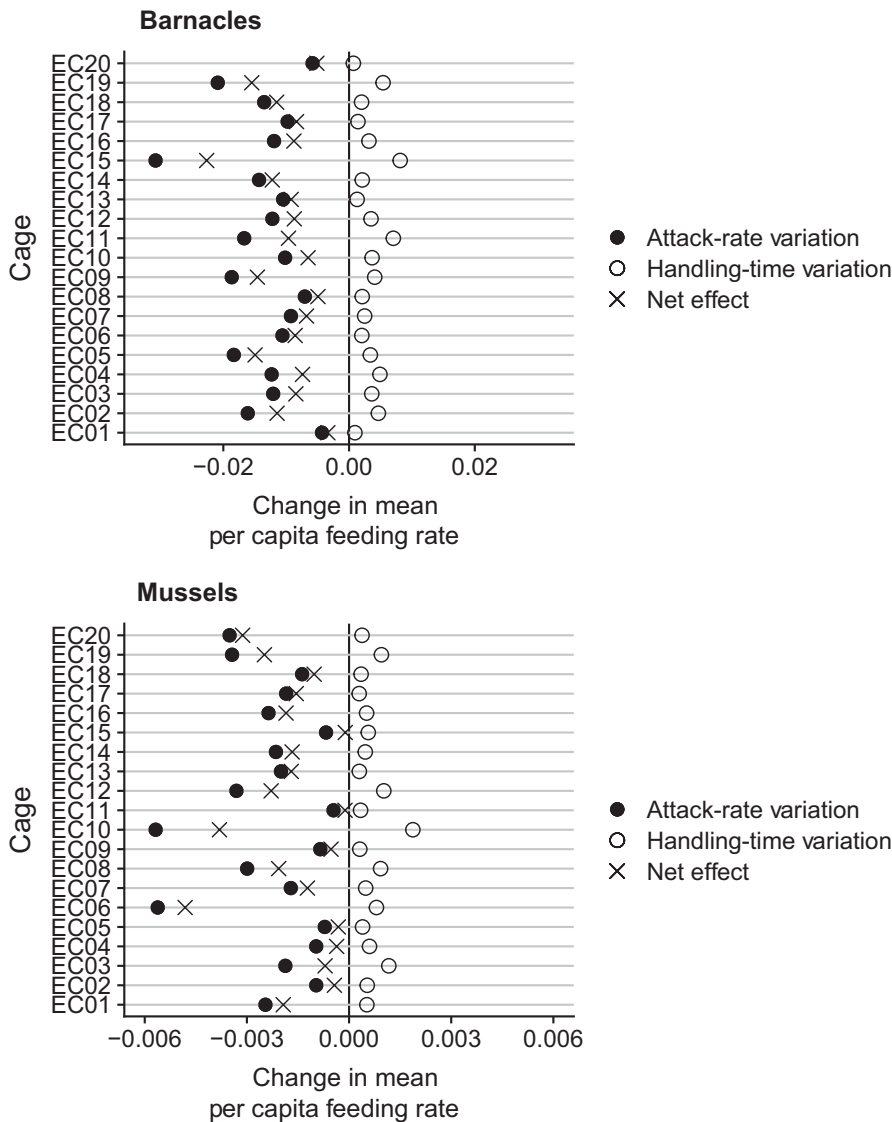 Barnacles
EC20
EC19
EC18
EC17
EC16
EC15
EC14
EC13
EC12
EC11
EC10
EC09
EC08
EC07
EC06
EC05
EC04
EC03
EC02
EC01
Cage
−0.02 0.00 0.02
Change in mean
per capita feeding rate
Attack-rate variation
Handling-time variation
Net effect
Mussels
EC20
EC19
EC18
EC17
EC16
EC15
EC14
EC13
EC12
EC11
EC10
EC09
EC08
EC07
EC06
EC05
EC04
EC03
EC02
EC01
Cage
−0.006 −0.003 0.000 0.003 0.006
Change in mean
per capita feeding rate
Attack-rate variation
Handling-time variation
Net effect